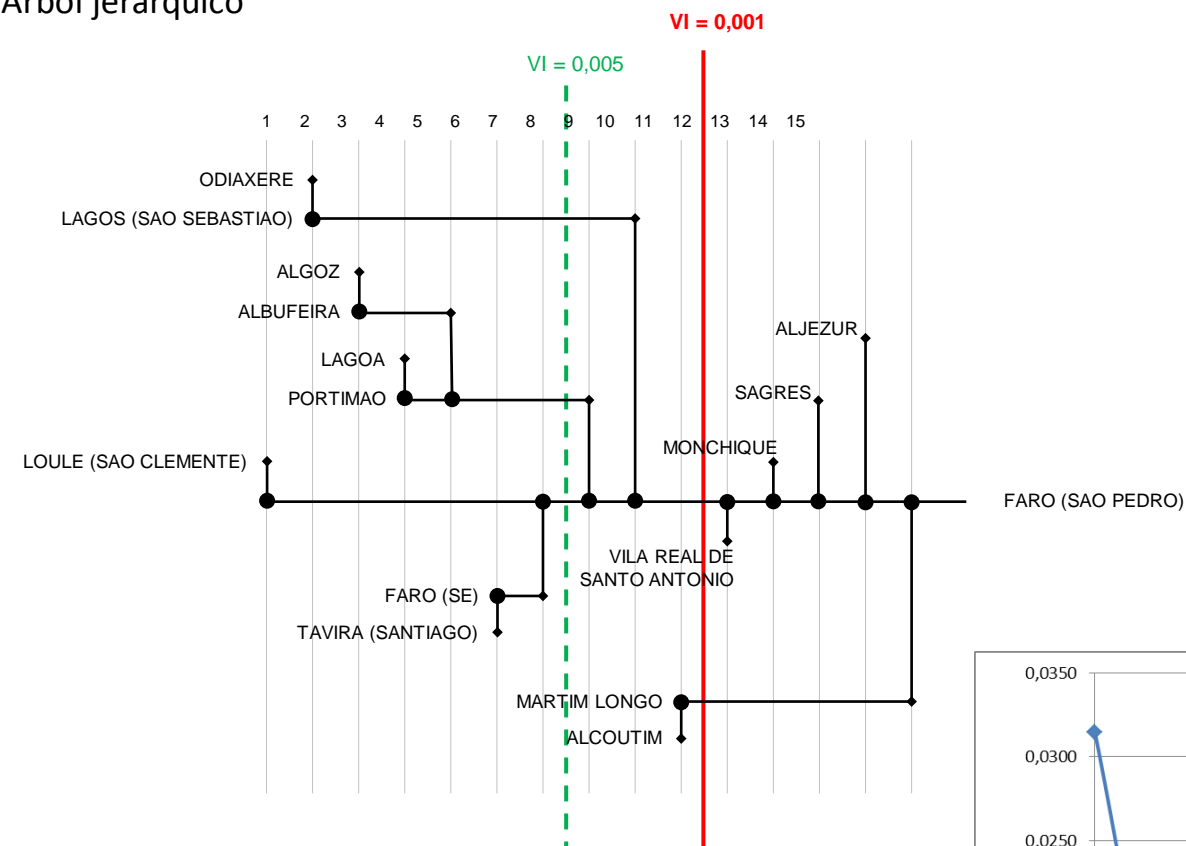 Árbol jerárquico
VI = 0,001
VI = 0,005
1 2 3 4 5 6 7 8 9 10 11 12 13 14 15
ODIAXERE
LAGOS (SAO SEBASTIAO)
ALGOZ
ALBUFEIRA
ALJEZUR
LAGOA
SAGRES
PORTIMAO
MONCHIQUE
LOULE (SAO CLEMENTE)
FARO (SAO PEDRO)
VILA REAL DE
SANTO ANTONIO
FARO (SE)
TAVIRA (SANTIAGO)
MARTIM LONGO
ALCOUTIM
0,0350
0,0300
0,0250